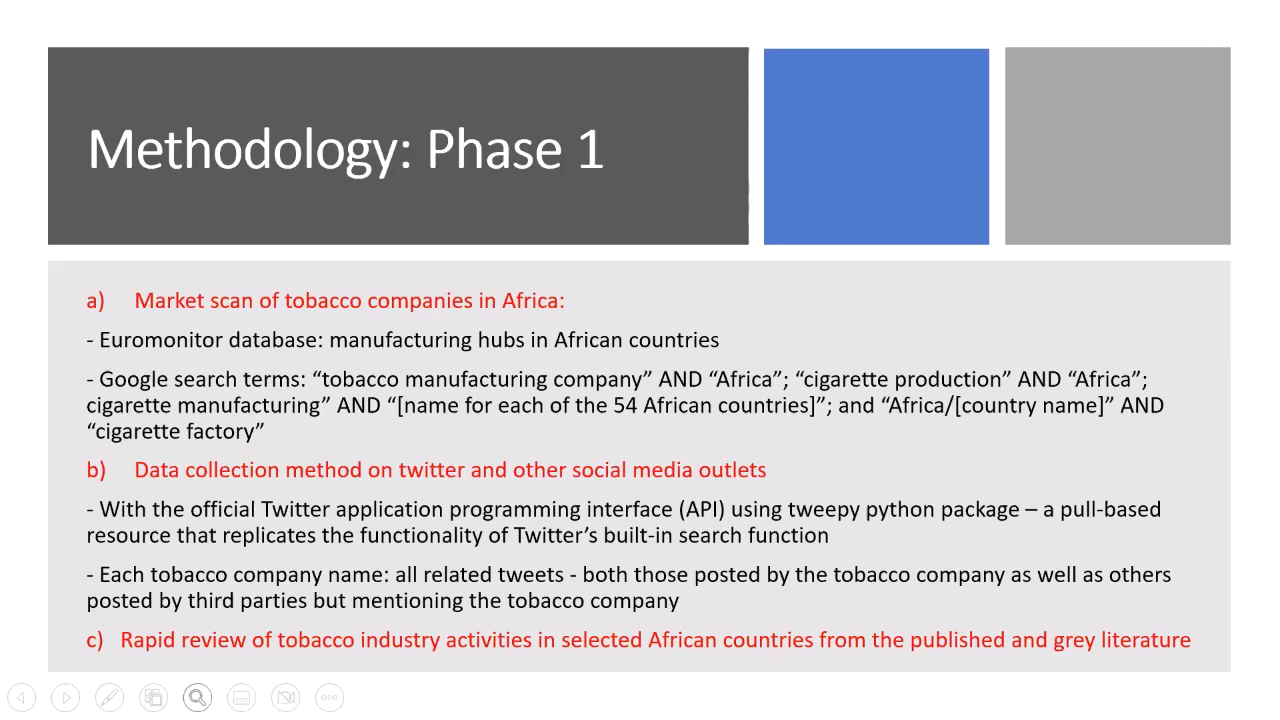 Methodology: Phase 1
a) Market scan of tobacco companies in Africa:
- Euromonitor database: manufacturing hubs in African countries
- Google search terms: “tobacco manufacturing company” AND “Africa”; “cigarette production” AND “Africa”;
cigarette manufacturing” AND “[name for each of the 54 African countries]”; and “Africa/[country name]” AND
“cigarette factory”
b) Data collection method on twitter and other social media outlets
- With the official Twitter application programming interface (API) using tweepy python package – a pull-based
resource that replicates the functionality of Twitter’s built-in search function
- Each tobacco company name: all related tweets - both those posted by the tobacco company as well as others
posted by third parties but mentioning the tobacco company
c) Rapid review of tobacco industry activities in selected African countries from the published and grey literature